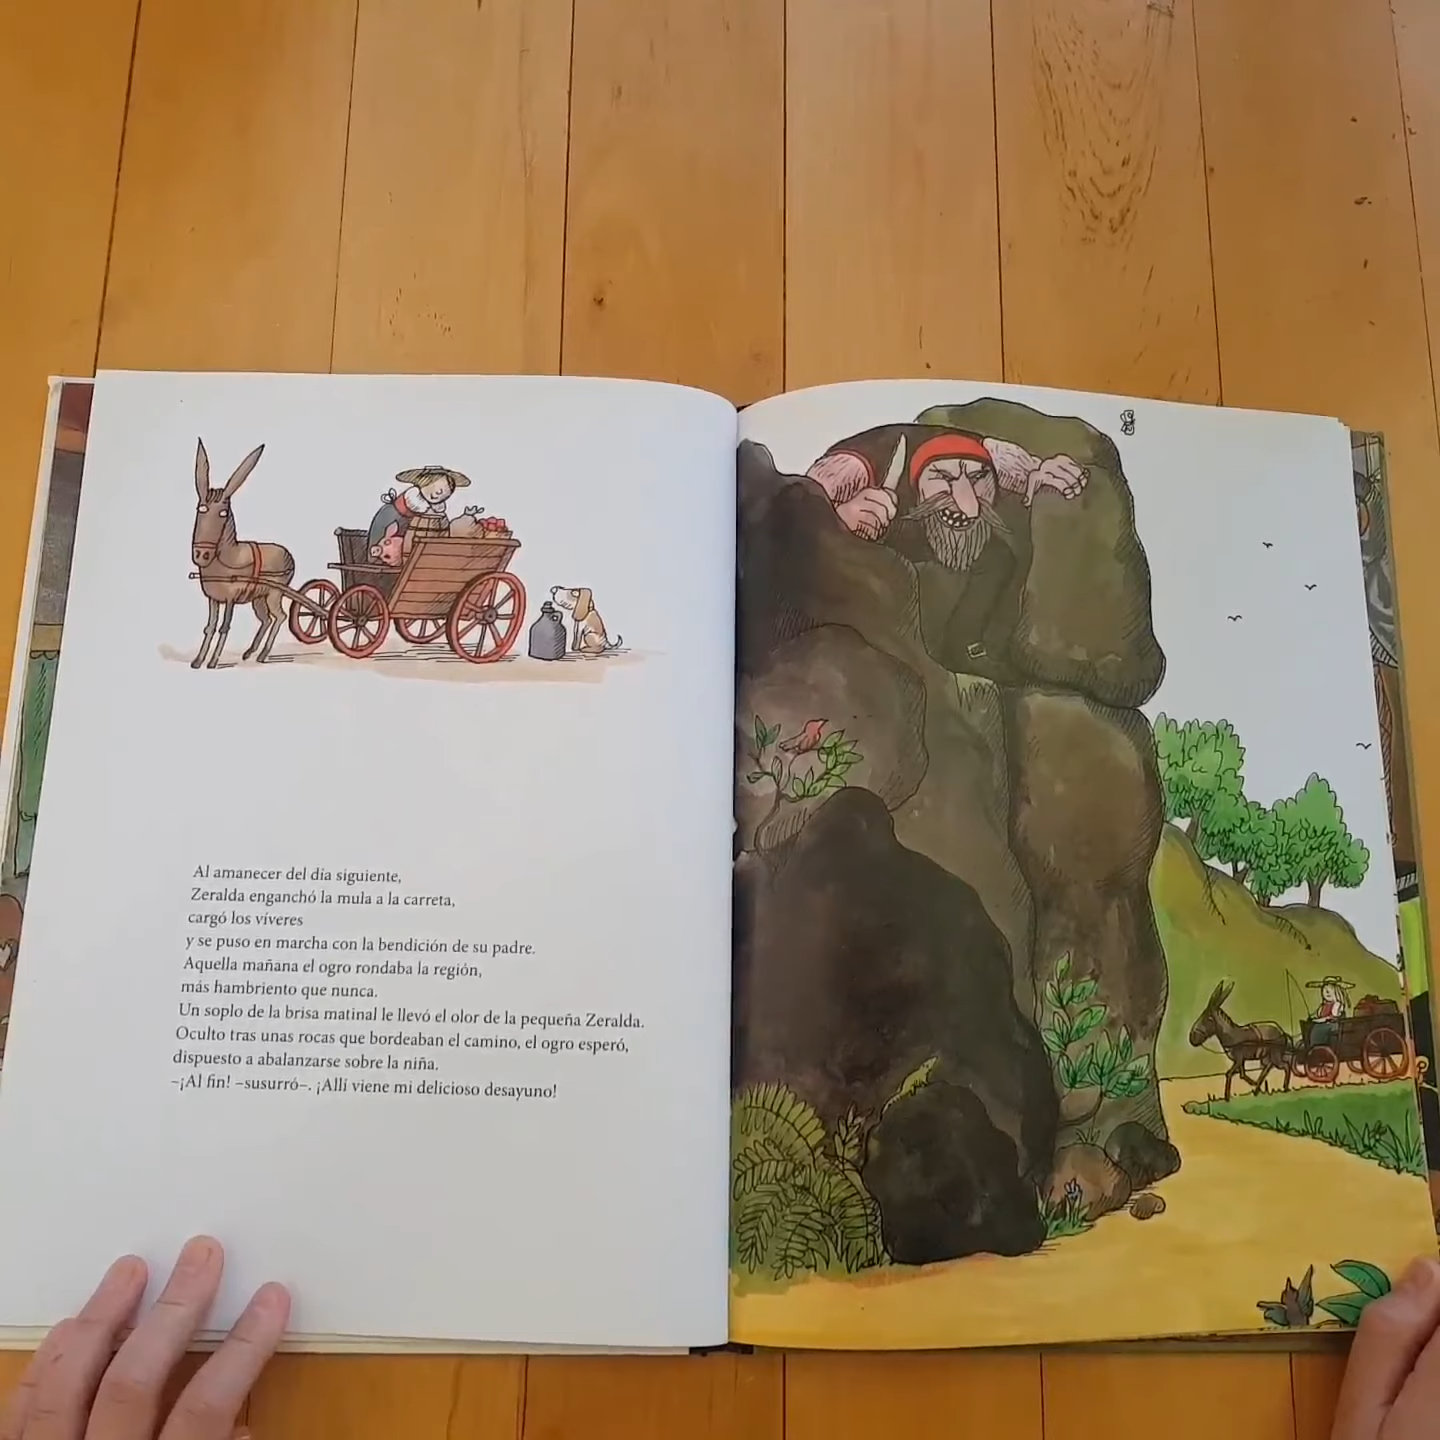 Al amanecer del día siguiente,
Zeralda enganchó la mula a la carreta,
cargó los víveres
y se puso en marcha con la bendición de su padre.
Aquella mañana el ogro rondaba la región,
más hambriento que nunca.
Un soplo de la brisa matinal le llevó el olor de la pequeña Zeralda.
Oculto tras unas rocas que bordeaban el camino, el ogro esperó,
dispuesto a abalanzarse sobre la niña.
–¡Al fin! –susurró–. ¡Allí viene mi delicioso desayuno!